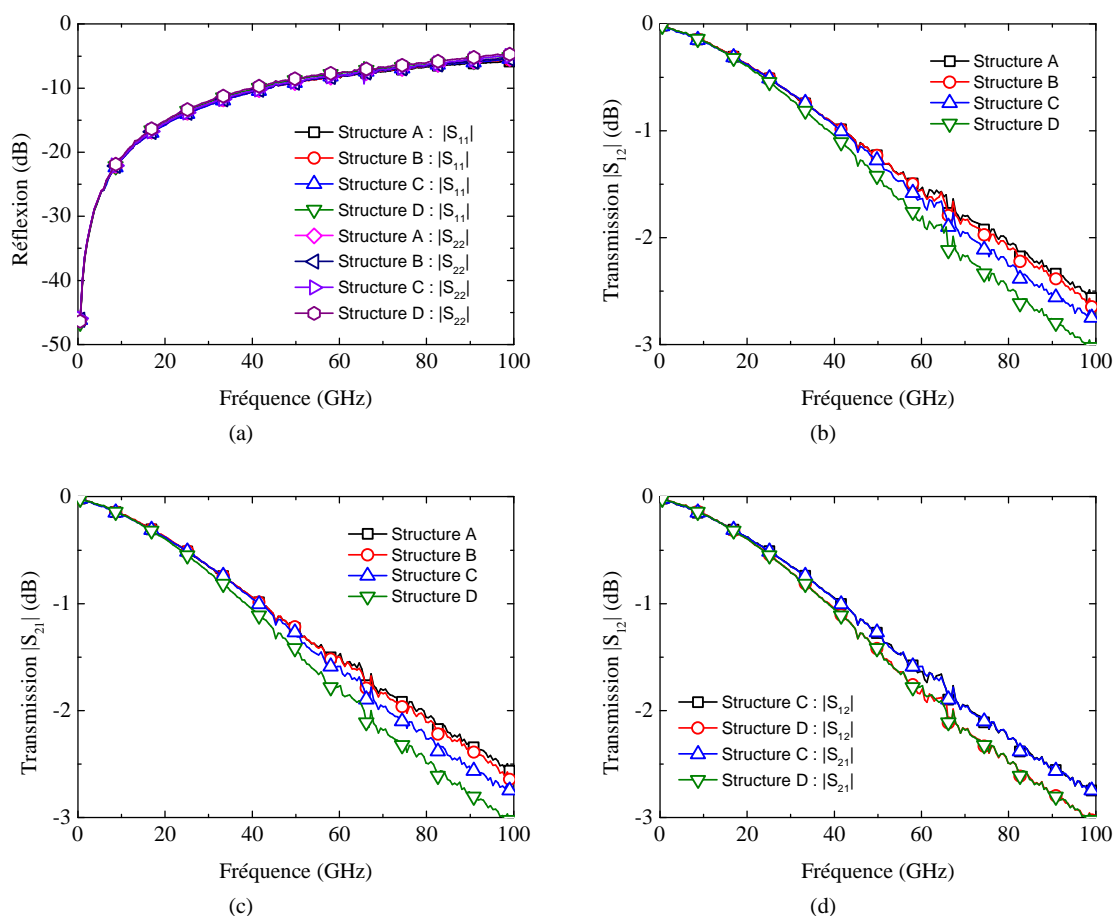 0
-10
-20
-30
-40
-50
Réflexion (dB)
Structure A : |S11|
Structure B : |S11|
Structure C : |S11|
Structure D : |S11|
Structure A : |S22|
Structure B : |S22|
Structure C : |S22|
Structure D : |S22|
0 20 40 60 80 100
Fréquence (GHz)
(a)
0
-1
-2
-3
Transmission |S12| (dB)
Structure A
Structure B
Structure C
Structure D
0 20 40 60 80 100
Fréquence (GHz)
(b)
0
-1
-2
-3
Transmission |S21| (dB)
Structure A
Structure B
Structure C
Structure D
0 20 40 60 80 100
Fréquence (GHz)
(c)
0
-1
-2
-3
Transmission |S12| (dB)
Structure C : |S12|
Structure D : |S12|
Structure C : |S21|
Structure D : |S21|
0 20 40 60 80 100
Fréquence (GHz)
(d)